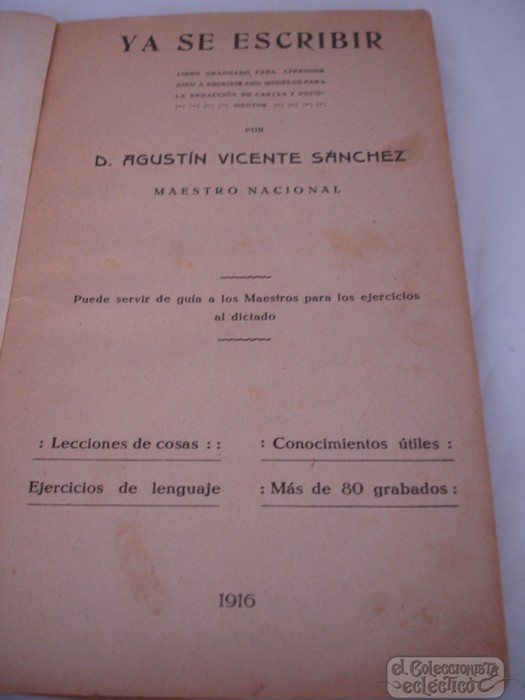 YA SE ESCRIBIR
LIBRO GRADUADO PARA APRENDER
BIEN A ESCRIBIR CON MODELOS PARA
LA REDACCIÓN DE CARTAS Y DOCU-
MENTOS
POR
D. AGUSTÍN VICENTE SÁNCHEZ
MAESTRO NACIONAL
Puede servir de guía a los Maestros para los ejercicios
al dictado
: Lecciones de cosas : :
: Conocimientos útiles :
Ejercicios de lenguaje
: Más de 80 grabados :
1916
el Coleccionista
ecléctico